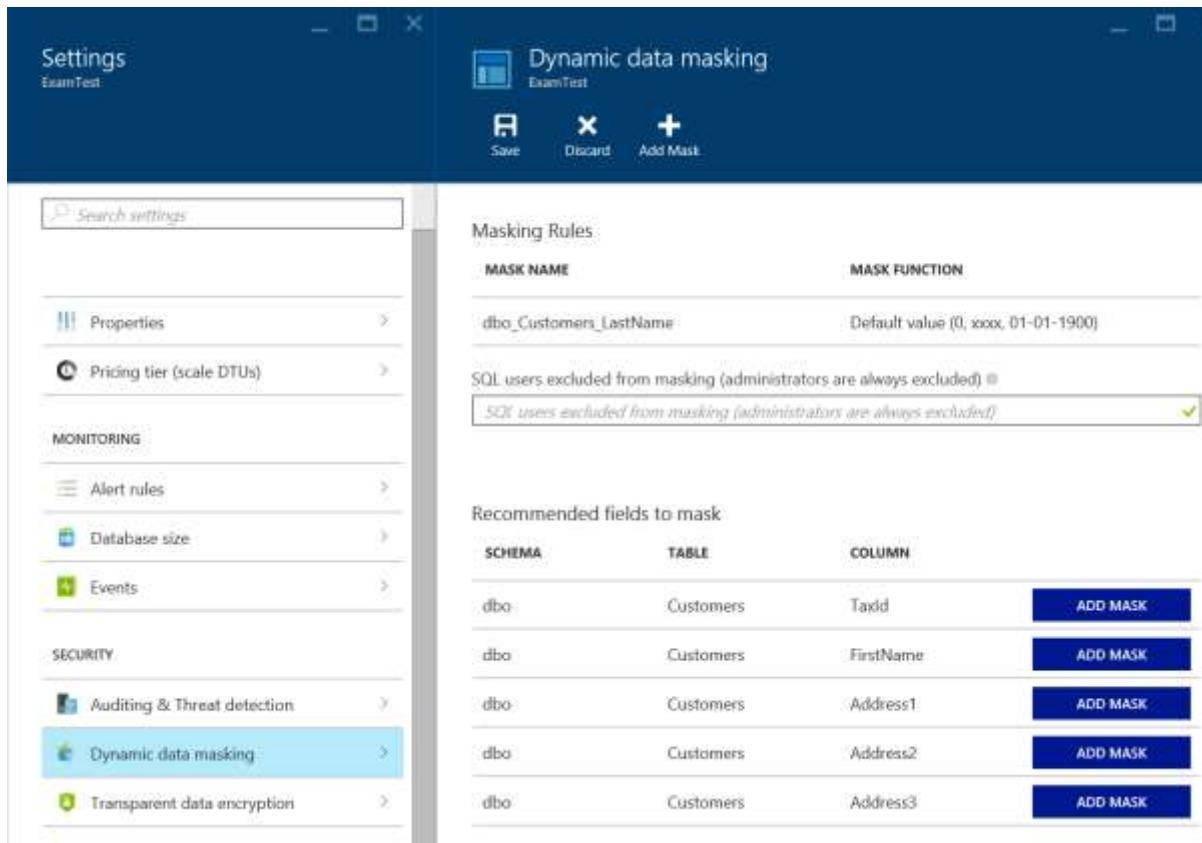 Settings
ExamTest
Search settings
Properties
Pricing tier (scale DTUs)
MONITORING
Alert rules
Database size
Events
SECURITY
Auditing & Threat detection
Dynamic data masking
Transparent data encryption
Dynamic data masking
ExamTest
Save Discard Add Mask
Masking Rules
MASK NAME MASK FUNCTION
dbo_Customers_LastName Default value (0, xxxx, 01-01-1900)
SQL users excluded from masking (administrators are always excluded)
SQL users excluded from masking (administrators are always excluded)
Recommended fields to mask
SCHEMA TABLE COLUMN
dbo Customers TaxId ADD MASK
dbo Customers FirstName ADD MASK
dbo Customers Address1 ADD MASK
dbo Customers Address2 ADD MASK
dbo Customers Address3 ADD MASK